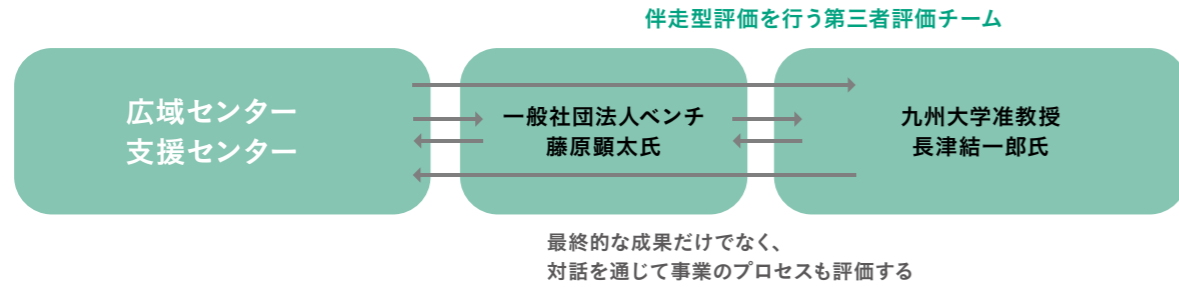 伴走型評価を行う第三者評価チーム
広域センター
支援センター
一般社団法人ベンチ
藤原顕太氏
九州大学准教授
長津結一郎氏
最終的な成果だけでなく、
対話を通じて事業のプロセスも評価する